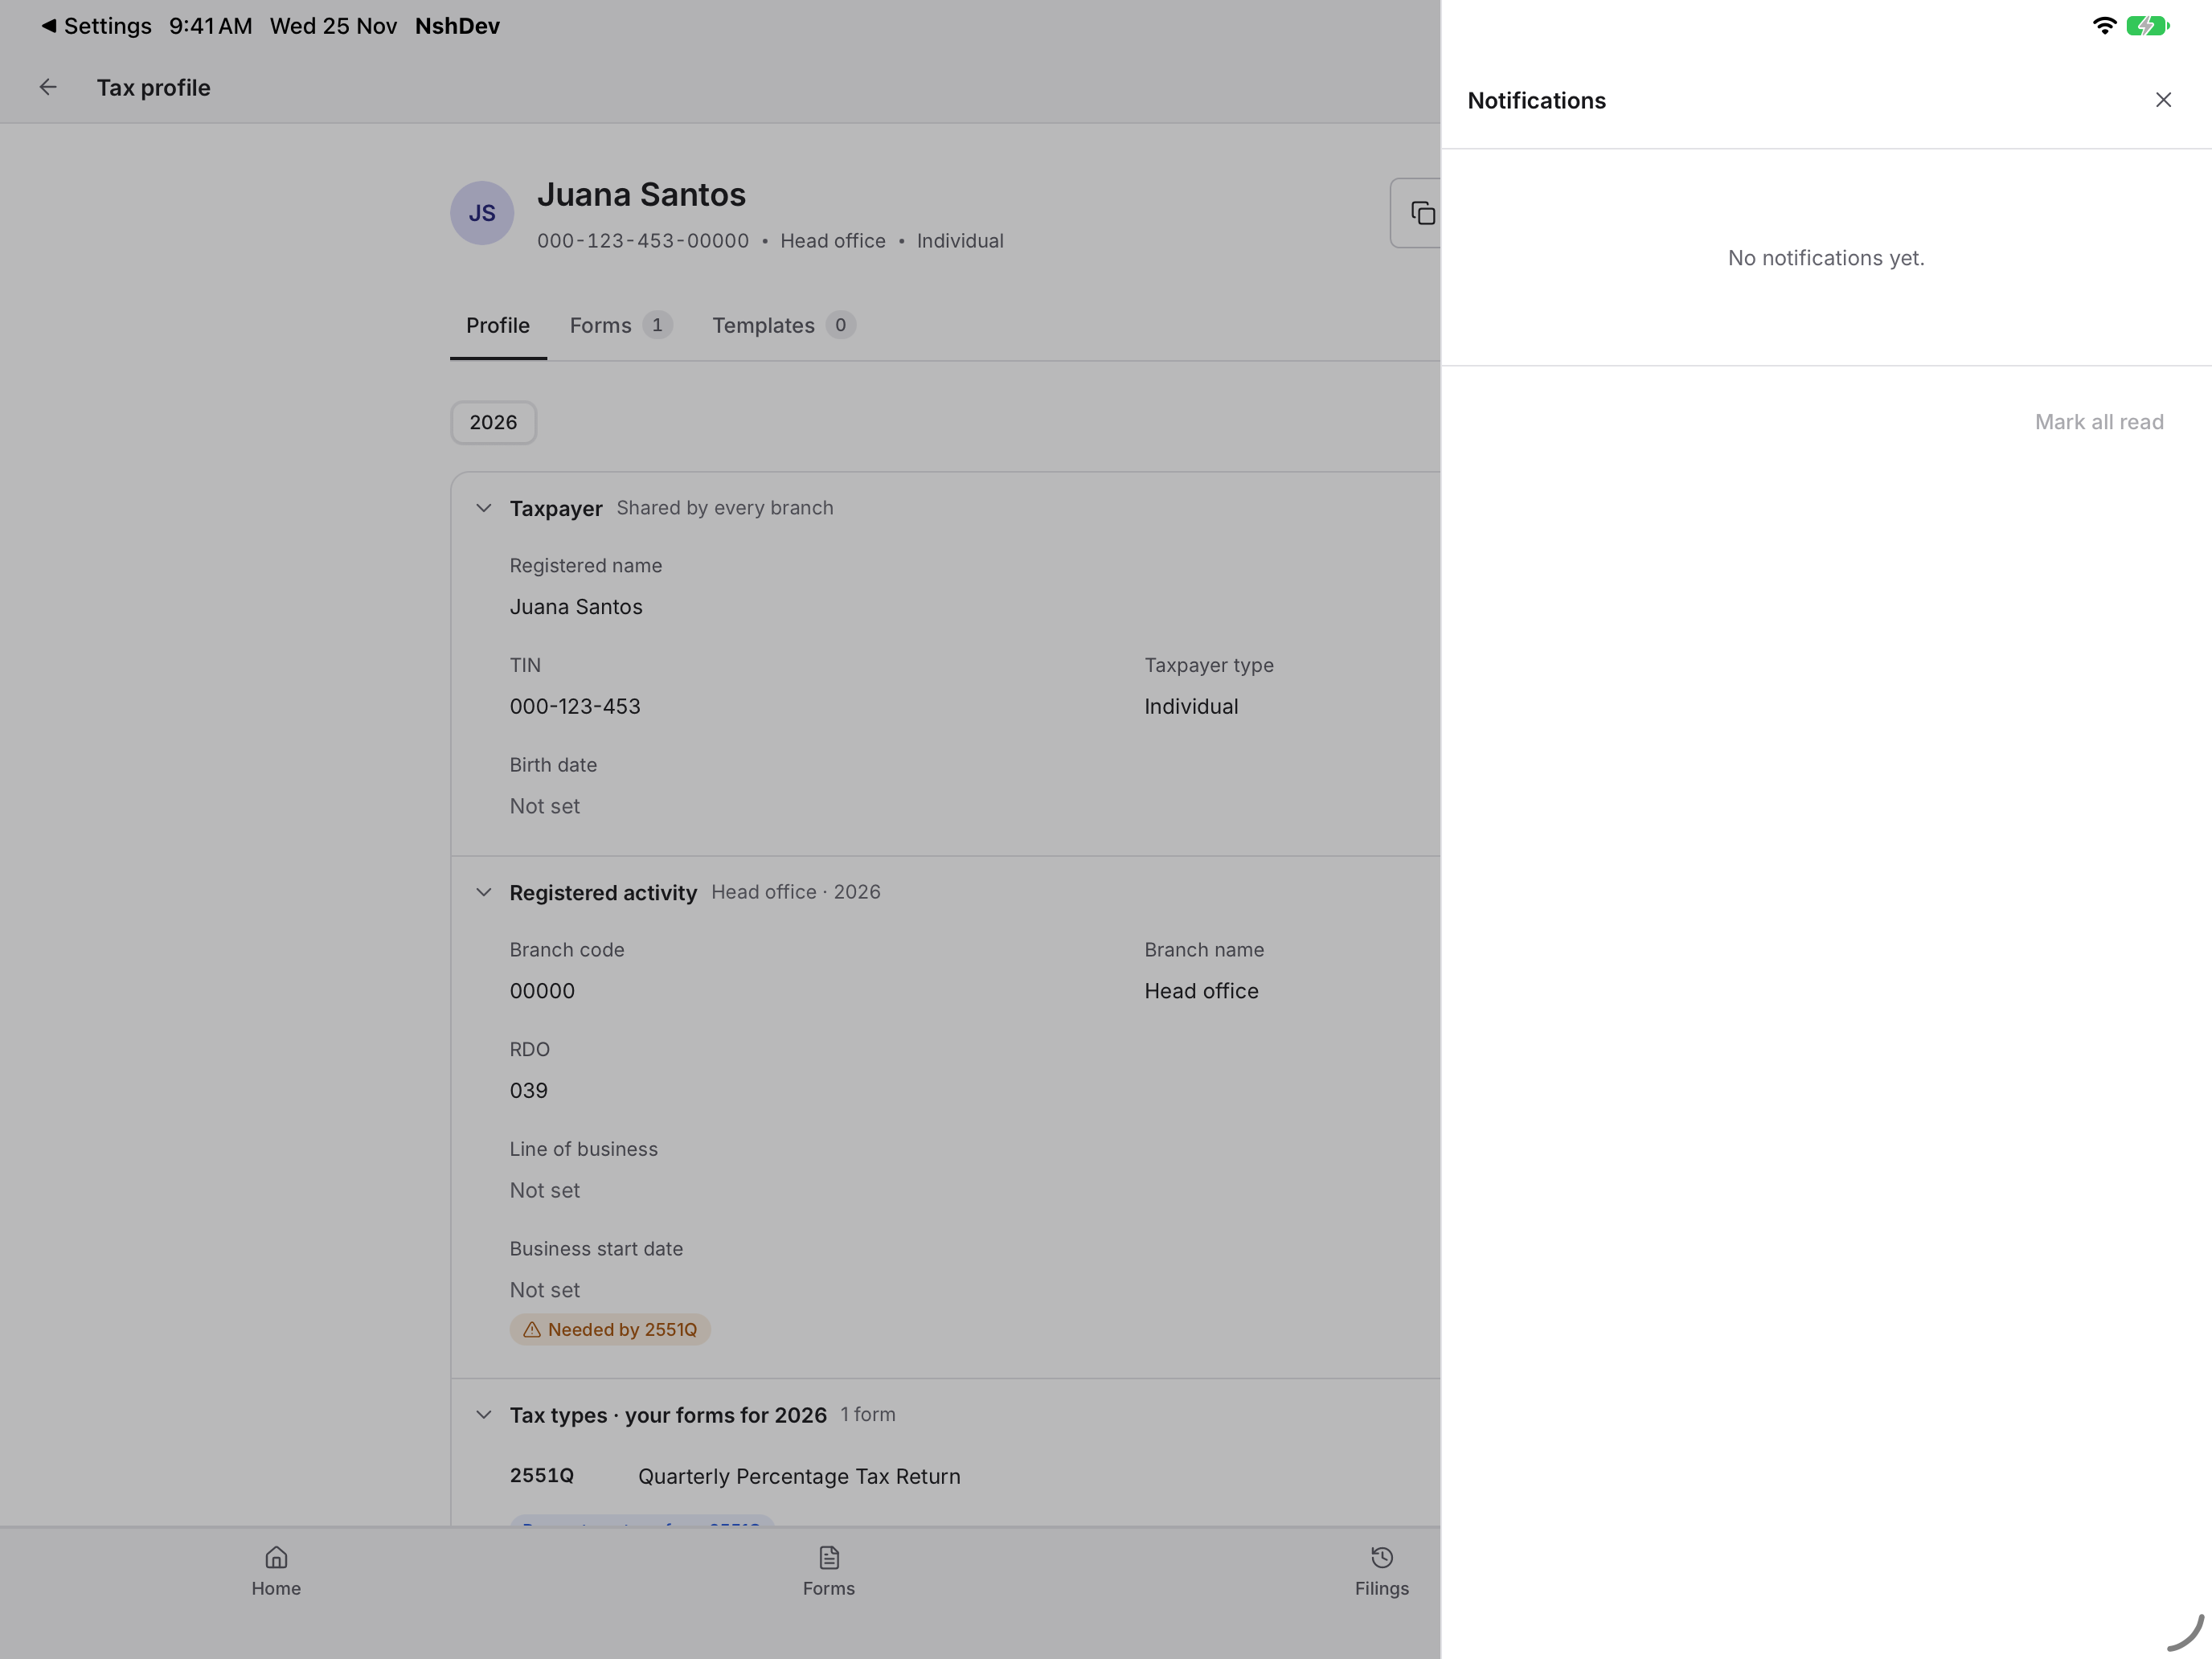 Settings 9:41 AM Wed 25 Nov NshDev
Tax profile
JS
Juana Santos
000-123-453-00000 • Head office • Individual
Profile Forms 1 Templates 0
2026
Taxpayer Shared by every branch
Registered name
Juana Santos
TIN Taxpayer type
000-123-453 Individual
Birth date
Not set
Registered activity Head office · 2026
Branch code Branch name
00000 Head office
RDO
039
Line of business
Not set
Business start date
Not set
Needed by 2551Q
Tax types · your forms for 2026 1 form
2551Q Quarterly Percentage Tax Return
Home Forms Filings
Notifications
No notifications yet.
Mark all read